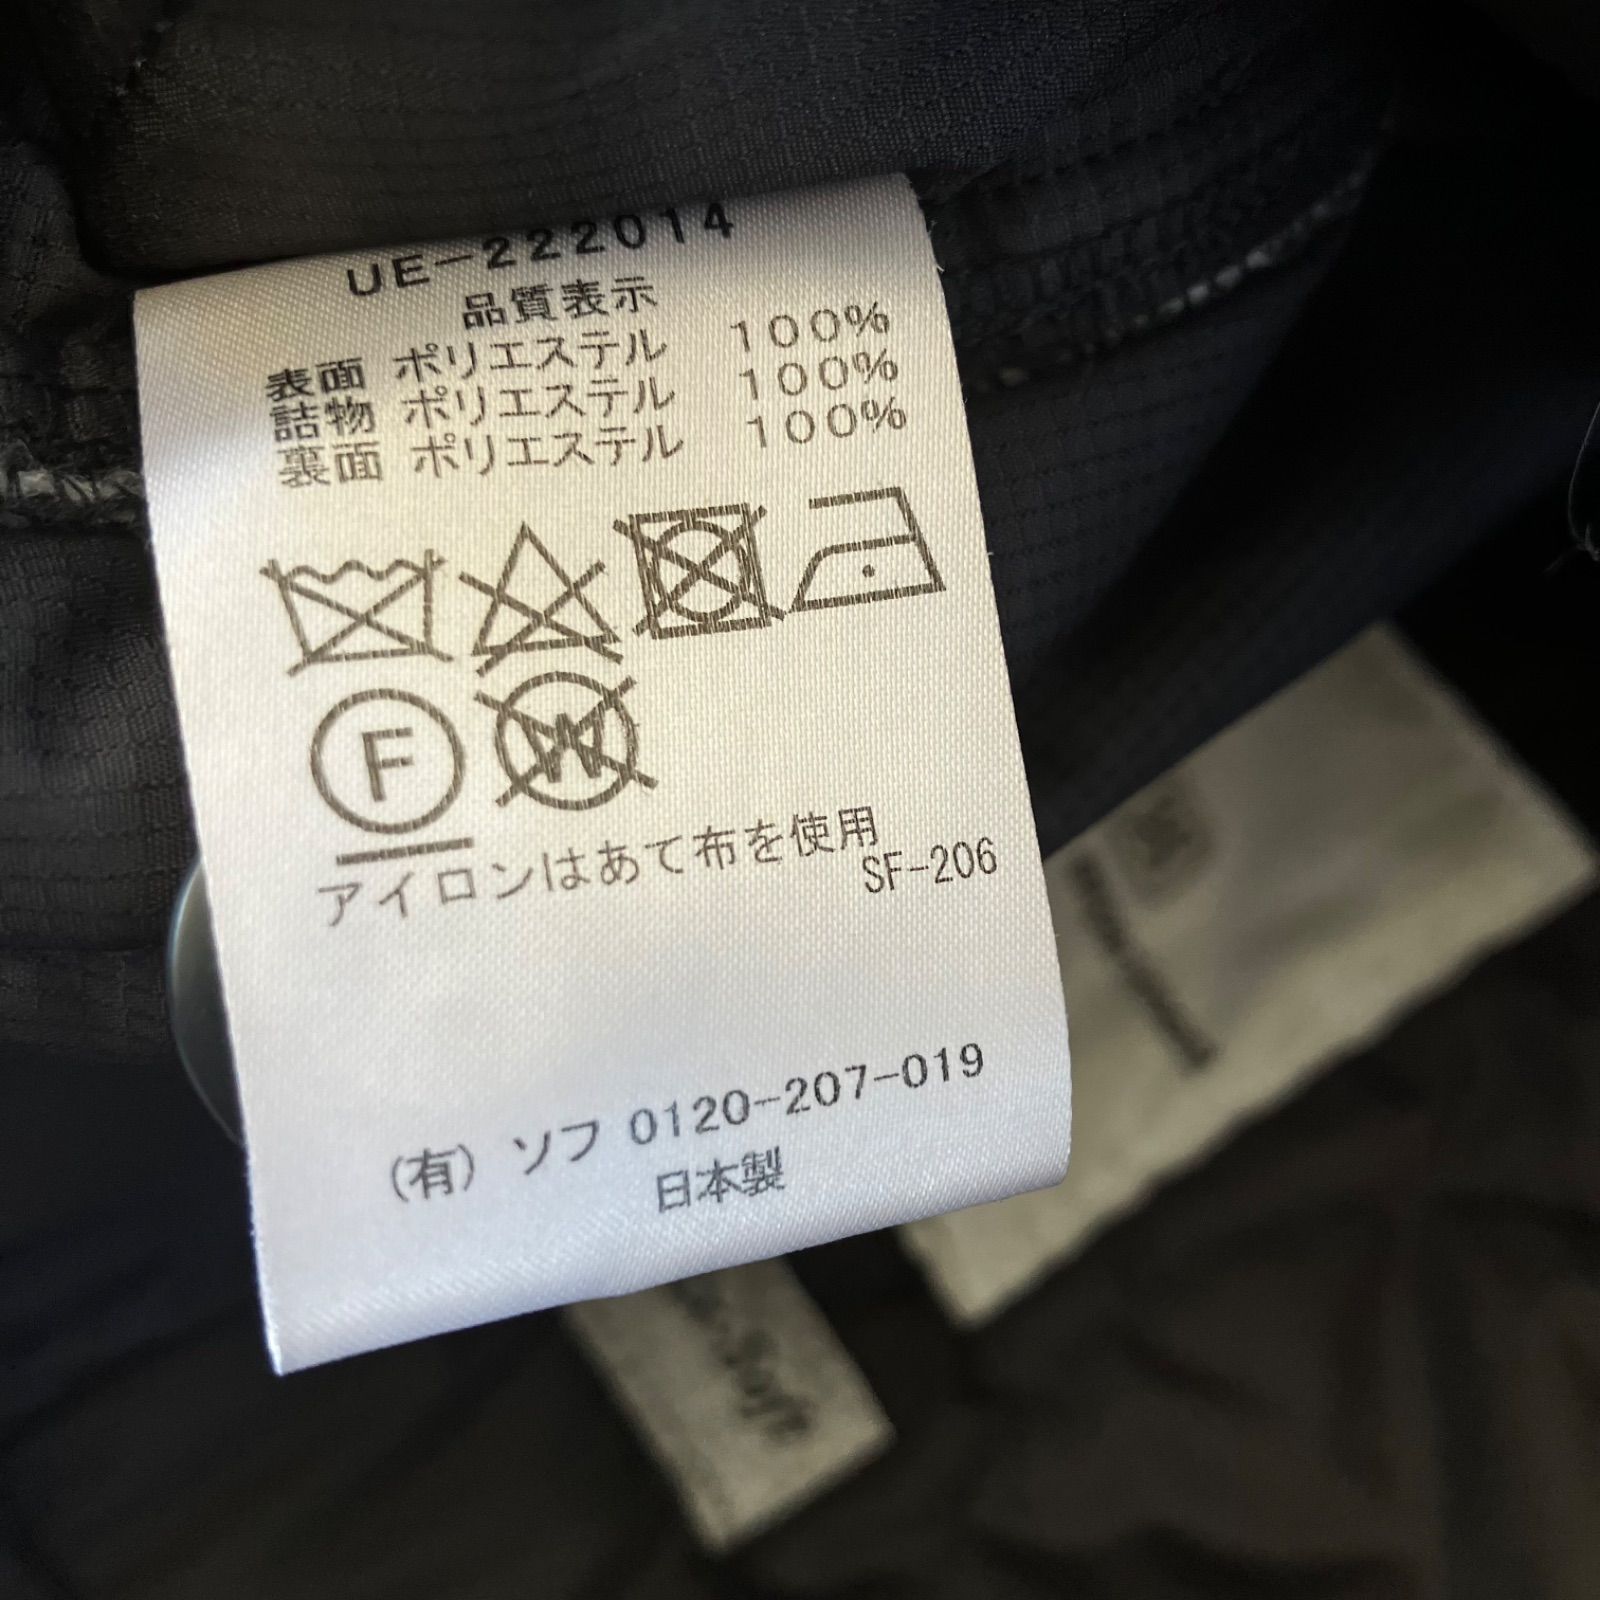 UE-222014
品質表示
表面 ポリエステル 100%
詰物 ポリエステル 100%
裏面 ポリエステル 100%
F
W
アイロンはあて布を使用
SF-206
(有) ソフ 0120-207-019
日本製